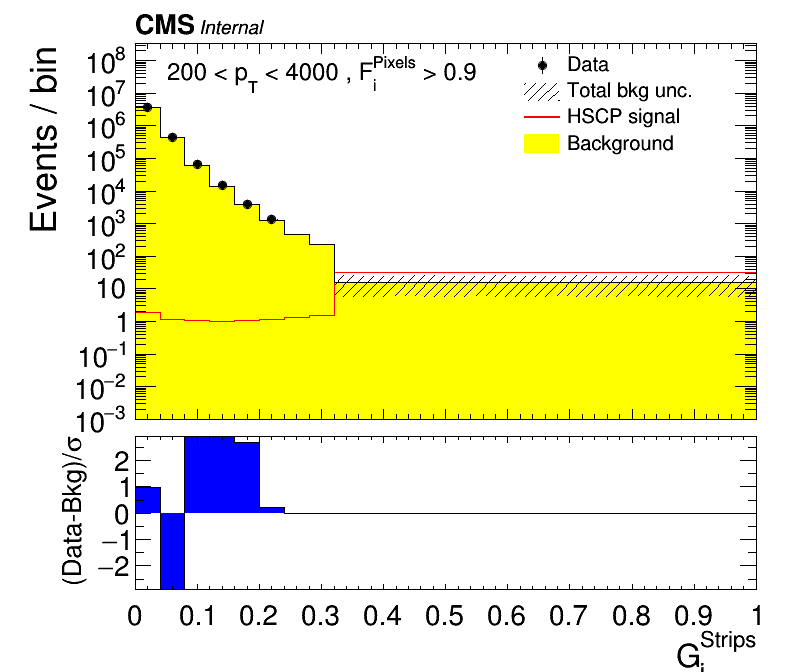 CMS Internal
200 < p_T < 4000 , F_i^Pixels > 0.9
Data
Total bkg unc.
HSCP signal
Background
Events / bin
10^8
10^7
10^6
10^5
10^4
10^3
10^2
10
1
10^−1
10^−2
10^−3
(Data-Bkg)/σ
2
1
0
−1
−2
0 0.1 0.2 0.3 0.4 0.5 0.6 0.7 0.8 0.9 1
G_i^Strips